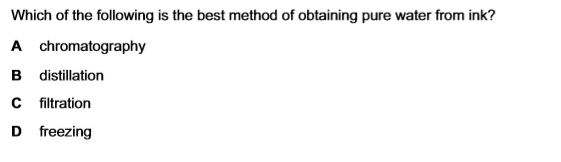 Which of the following is the best method of obtaining pure water from ink?
A chromatography
B distillation
C filtration
D freezing